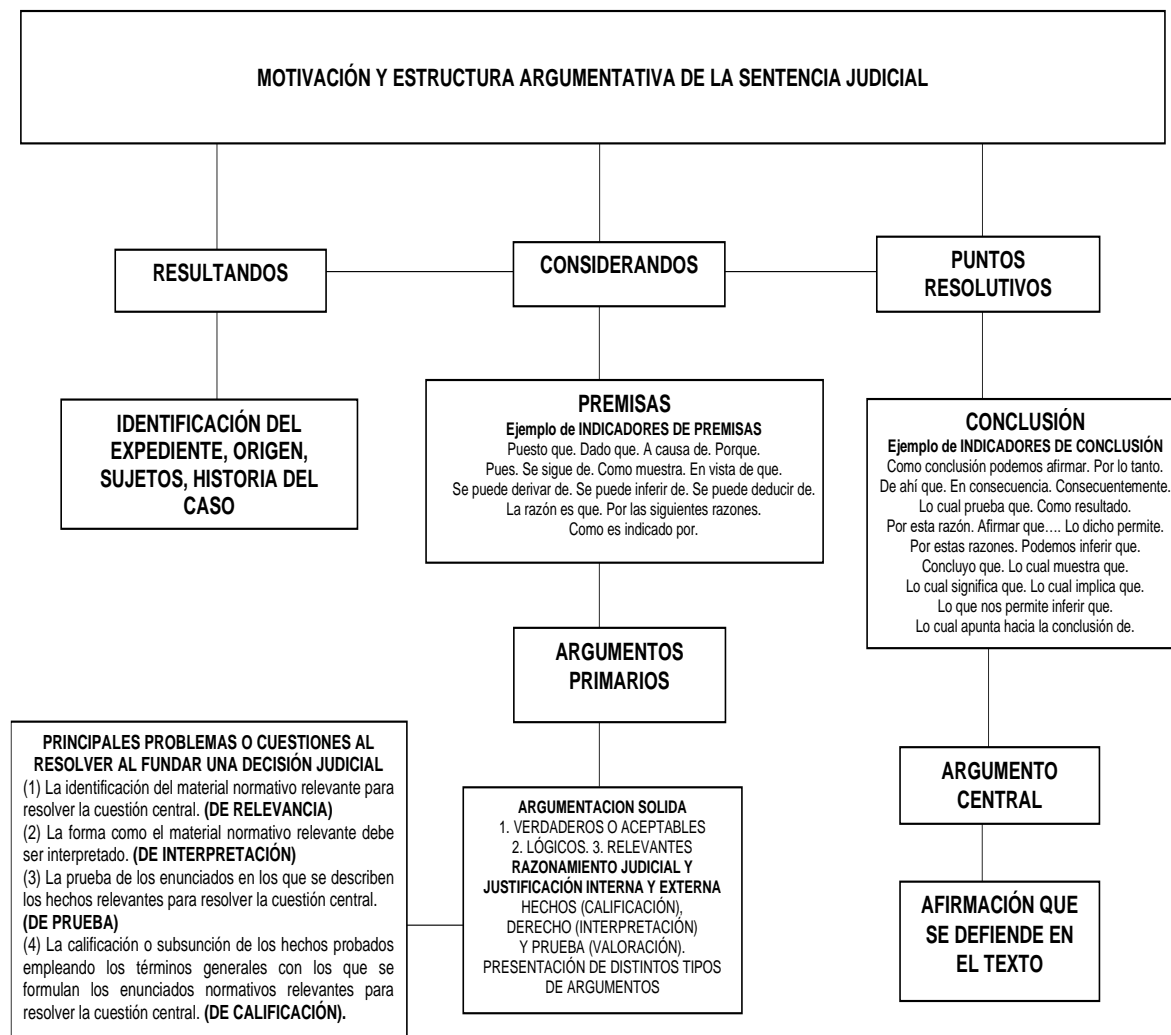 MOTIVACIÓN Y ESTRUCTURA ARGUMENTATIVA DE LA SENTENCIA JUDICIAL
RESULTANDOS
CONSIDERANDOS
PUNTOS
RESOLUTIVOS
IDENTIFICACIÓN DEL
EXPEDIENTE, ORIGEN,
SUJETOS, HISTORIA DEL
CASO
PREMISAS
Ejemplo de INDICADORES DE PREMISAS
Puesto que. Dado que. A causa de. Porque.
Pues. Se sigue de. Como muestra. En vista de que.
Se puede derivar de. Se puede inferir de. Se puede deducir de.
La razón es que. Por las siguientes razones.
Como es indicado por.
CONCLUSIÓN
Ejemplo de INDICADORES DE CONCLUSIÓN
Como conclusión podemos afirmar. Por lo tanto.
De ahí que. En consecuencia. Consecuentemente.
Lo cual prueba que. Como resultado.
Por esta razón. Afirmar que…. Lo dicho permite.
Por estas razones. Podemos inferir que.
Concluyo que. Lo cual muestra que.
Lo cual significa que. Lo cual implica que.
Lo que nos permite inferir que.
Lo cual apunta hacia la conclusión de.
ARGUMENTOS
PRIMARIOS
PRINCIPALES PROBLEMAS O CUESTIONES AL
RESOLVER AL FUNDAR UNA DECISIÓN JUDICIAL
(1) La identificación del material normativo relevante para
resolver la cuestión central. (DE RELEVANCIA)
(2) La forma como el material normativo relevante debe
ser interpretado. (DE INTERPRETACIÓN)
(3) La prueba de los enunciados en los que se describen
los hechos relevantes para resolver la cuestión central.
(DE PRUEBA)
(4) La calificación o subsunción de los hechos probados
empleando los términos generales con los que se
formulan los enunciados normativos relevantes para
resolver la cuestión central. (DE CALIFICACIÓN).
ARGUMENTACION SOLIDA
1. VERDADEROS O ACEPTABLES
2. LÓGICOS. 3. RELEVANTES
RAZONAMIENTO JUDICIAL Y
JUSTIFICACIÓN INTERNA Y EXTERNA
HECHOS (CALIFICACIÓN),
DERECHO (INTERPRETACIÓN)
Y PRUEBA (VALORACIÓN).
PRESENTACIÓN DE DISTINTOS TIPOS
DE ARGUMENTOS
ARGUMENTO
CENTRAL
AFIRMACIÓN QUE
SE DEFIENDE EN
EL TEXTO